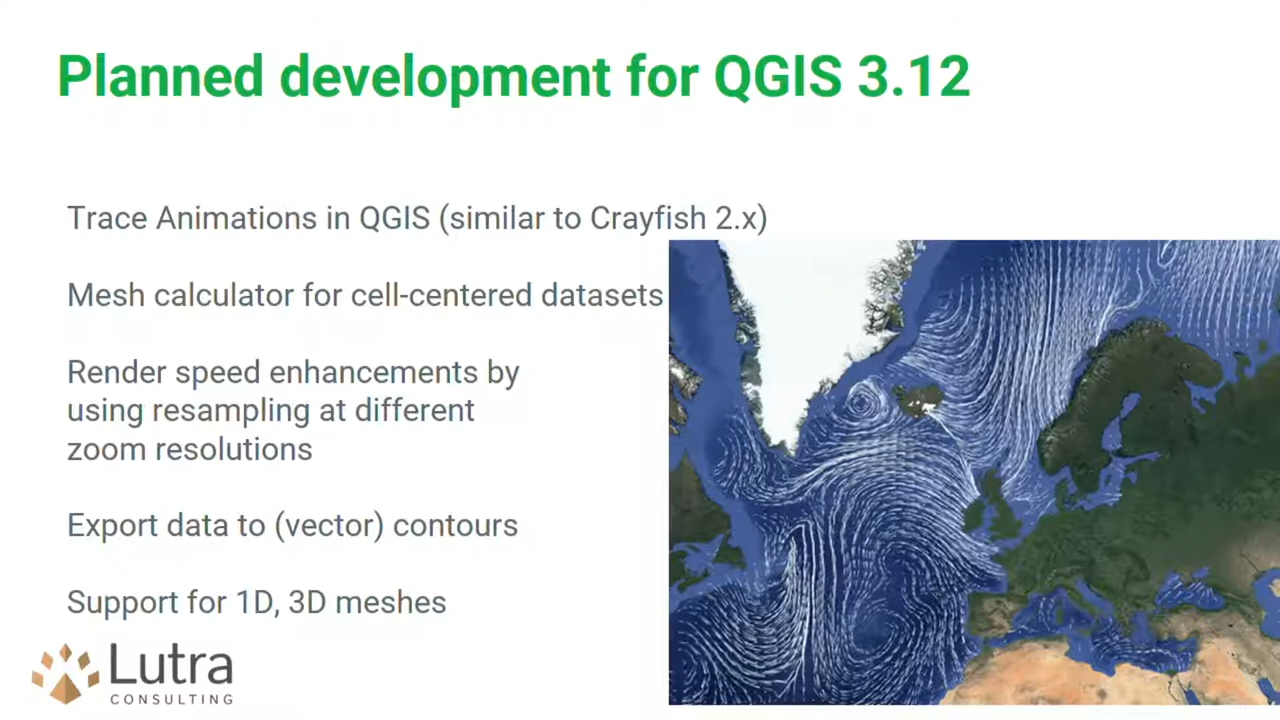 Planned development for QGIS 3.12
Trace Animations in QGIS (similar to Crayfish 2.x)
Mesh calculator for cell-centered datasets
Render speed enhancements by
using resampling at different
zoom resolutions
Export data to (vector) contours
Support for 1D, 3D meshes
Lutra
CONSULTING